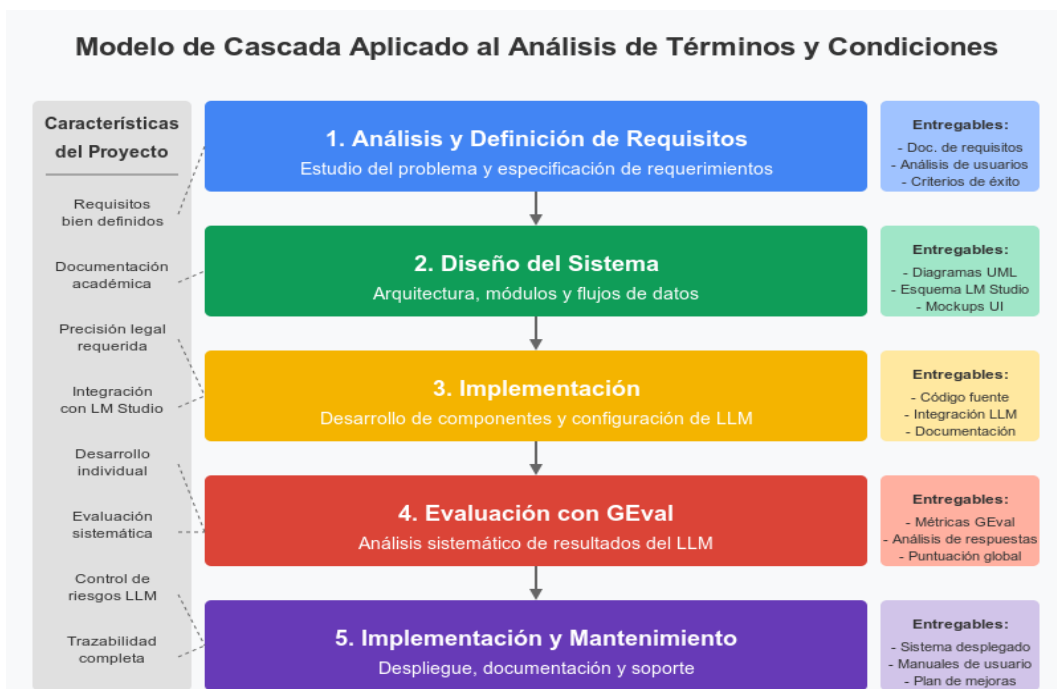 Modelo de Cascada Aplicado al Análisis de Términos y Condiciones
Características
del Proyecto
Requisitos
bien definidos
Documentación
académica
Precisión legal
requerida
Integración
con LM Studio
Desarrollo
individual
Evaluación
sistemática
Control de
riesgos LLM
Trazabilidad
completa
1. Análisis y Definición de Requisitos
Estudio del problema y especificación de requerimientos
Entregables:
- Doc. de requisitos
- Análisis de usuarios
- Criterios de éxito
2. Diseño del Sistema
Arquitectura, módulos y flujos de datos
Entregables:
- Diagramas UML
- Esquema LM Studio
- Mockups UI
3. Implementación
Desarrollo de componentes y configuración de LLM
Entregables:
- Código fuente
- Integración LLM
- Documentación
4. Evaluación con GEval
Análisis sistemático de resultados del LLM
Entregables:
- Métricas GEval
- Análisis de respuestas
- Puntuación global
5. Implementación y Mantenimiento
Despliegue, documentación y soporte
Entregables:
- Sistema desplegado
- Manuales de usuario
- Plan de mejoras